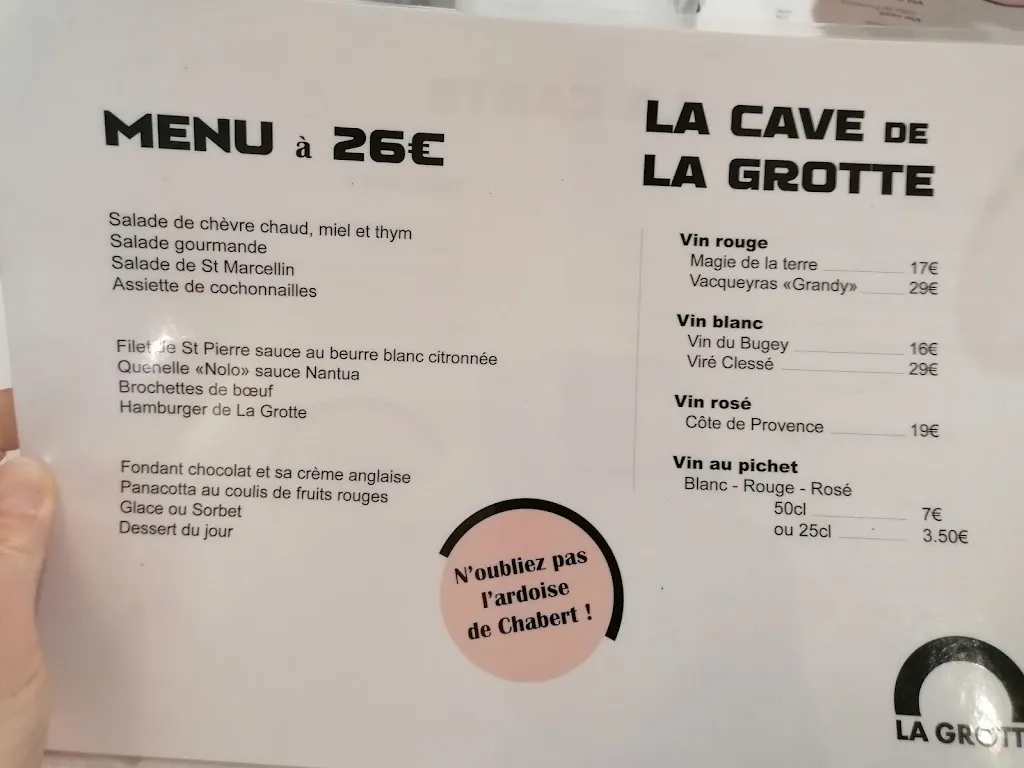 MENU à 26€
Salade de chèvre chaud, miel et thym
Salade gourmande
Salade de St Marcellin
Assiette de cochonnailles
Filet de St Pierre sauce au beurre blanc citronnée
Quenelle «Nolo» sauce Nantua
Brochettes de bœuf
Hamburger de La Grotte
Fondant chocolat et sa crème anglaise
Panacotta au coulis de fruits rouges
Glace ou Sorbet
Dessert du jour
N'oubliez pas
l'ardoise
de Chabert !
LA CAVE DE
LA GROTTE
Vin rouge
Magie de la terre 17€
Vacqueyras «Grandy» 29€
Vin blanc
Vin du Bugey 16€
Viré Clessé 29€
Vin rosé
Côte de Provence 19€
Vin au pichet
Blanc - Rouge - Rosé
50cl 7€
ou 25cl 3.50€
LA GROTT